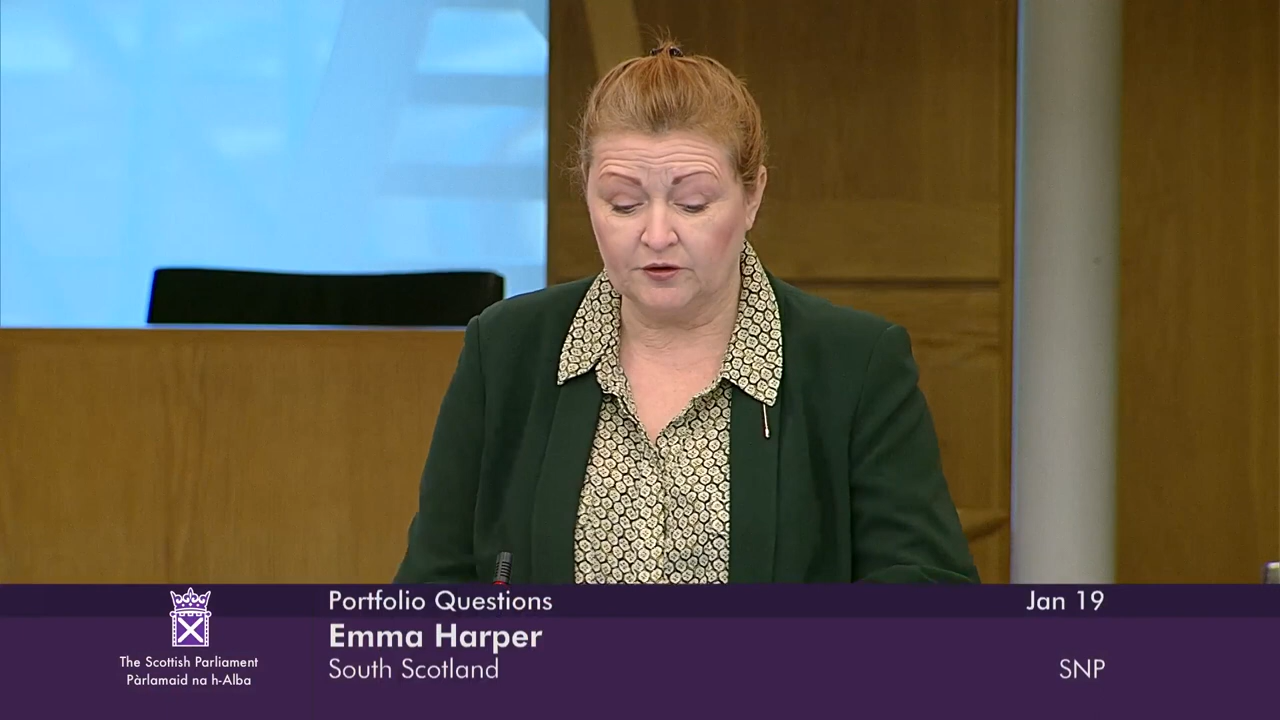 Portfolio Questions
Jan 19
Emma Harper
South Scotland
SNP
The Scottish Parliament
Pàrlamaid na h-Alba